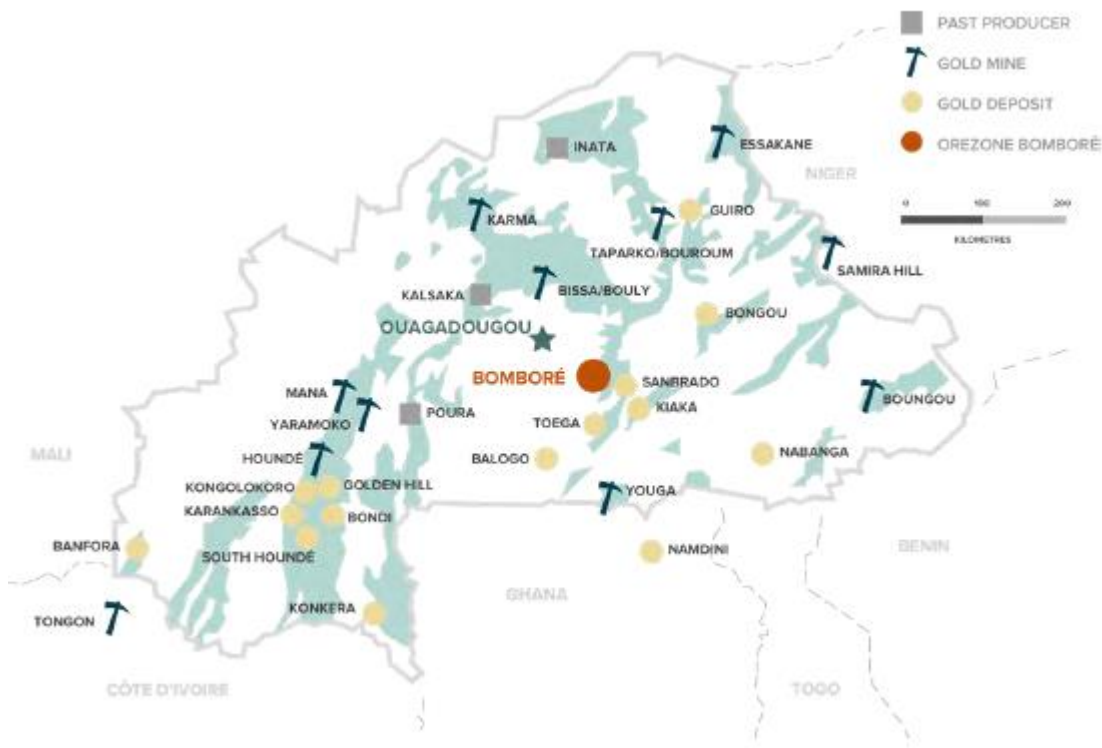 PAST PRODUCER
GOLD MINE
GOLD DEPOSIT
OREZONE BOMBORÉ
0 100 200
KILOMETRES
INATA
ESSAKANE
NIGER
KARMA
GUIRO
TAPARKO/BOUROUM
SAMIRA HILL
KALSAKA
BISSA/BOULY
BONGOU
OUAGADOUGOU
BOMBORÉ
SANBRADO
MANA
KIAKA
BOUNGOU
YARAMOKO
POURA
TOEGA
MALI
HOUNDÉ
BALOGO
NABANGA
KONGOLOKORO
GOLDEN HILL
YOUGA
KARANKASSO
BONDI
BANFORA
SOUTH HOUNDÉ
NAMDINI
BENIN
GHANA
KONKERA
TONGON
CÔTE D'IVOIRE
TOGO